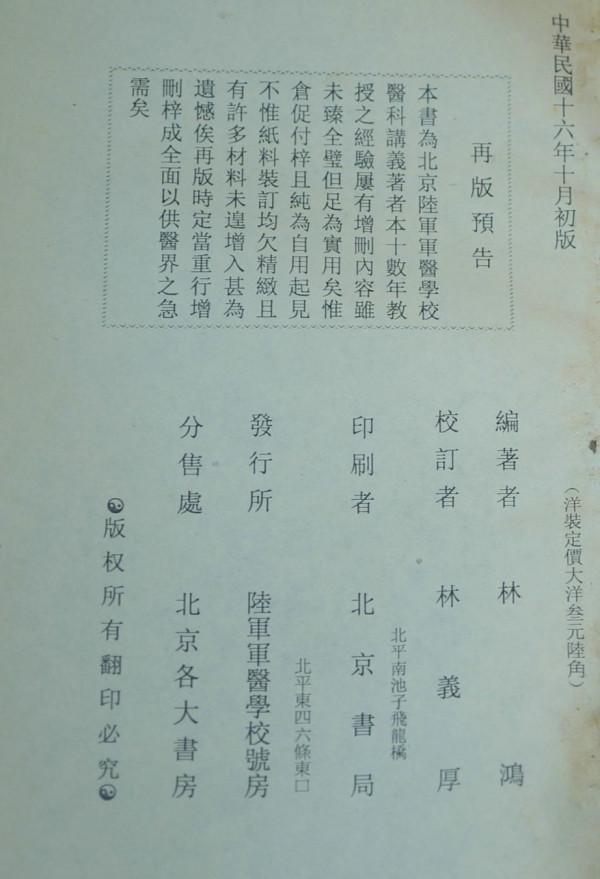 中華民國十六年十月初版
(洋裝定價大洋叁元陸角)
再版預告
本書為北京陸軍軍醫學校
醫科講義著者本十數年教
授之經驗屢有增刪內容雖
未臻全璧但足為實用矣惟
倉促付梓且純為自用起見
不惟紙料裝訂均欠精緻且
有許多材料未遑增入甚為
遺憾俟再版時定當重行增
刪梓成全面以供醫界之急
需矣
編著者 林鴻
校訂者 林義厚
北平南池子飛龍橋
印刷者 北京書局
北平東四六條東口
發行所 陸軍軍醫學校號房
分售處 北京各大書房
版权所有翻印必究